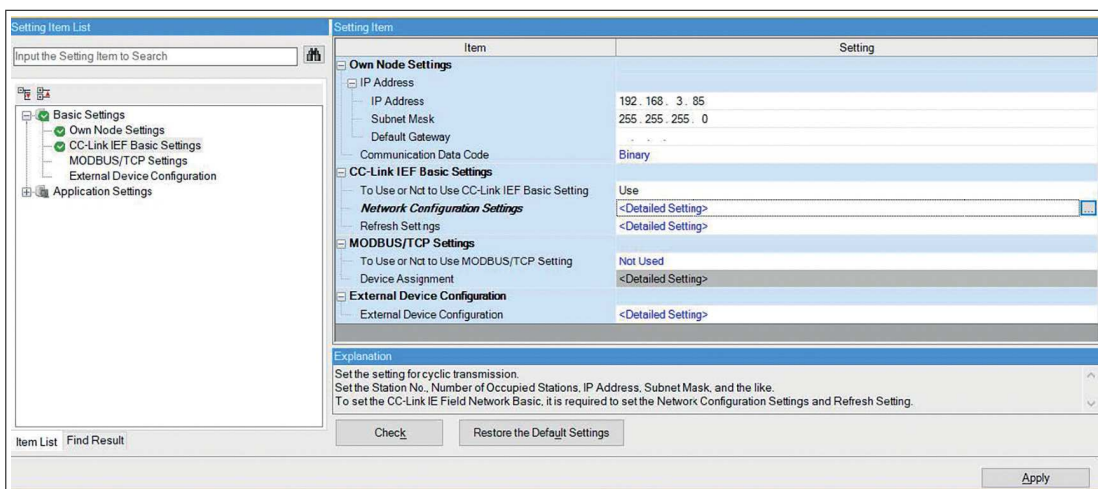 Setting Item List
Input the Setting Item to Search
Basic Settings
Own Node Settings
CC-Link IEF Basic Settings
MODBUS/TCP Settings
External Device Configuration
Application Settings
Item List Find Result
Setting Item
Item Setting
Own Node Settings
IP Address
IP Address 192.168. 3. 85
Subnet Mask 255.255.255. 0
Default Gateway . . .
Communication Data Code Binary
CC-Link IEF Basic Settings
To Use or Not to Use CC-Link IEF Basic Setting Use
Network Configuration Settings <Detailed Setting> ...
Refresh Settings <Detailed Setting>
MODBUS/TCP Settings
To Use or Not to Use MODBUS/TCP Setting Not Used
Device Assignment <Detailed Setting>
External Device Configuration
External Device Configuration <Detailed Setting>
Explanation
Set the setting for cyclic transmission.
Set the Station No., Number of Occupied Stations, IP Address, Subnet Mask, and the like.
To set the CC-Link IE Field Network Basic, it is required to set the Network Configuration Settings and Refresh Setting.
Check Restore the Default Settings
Apply